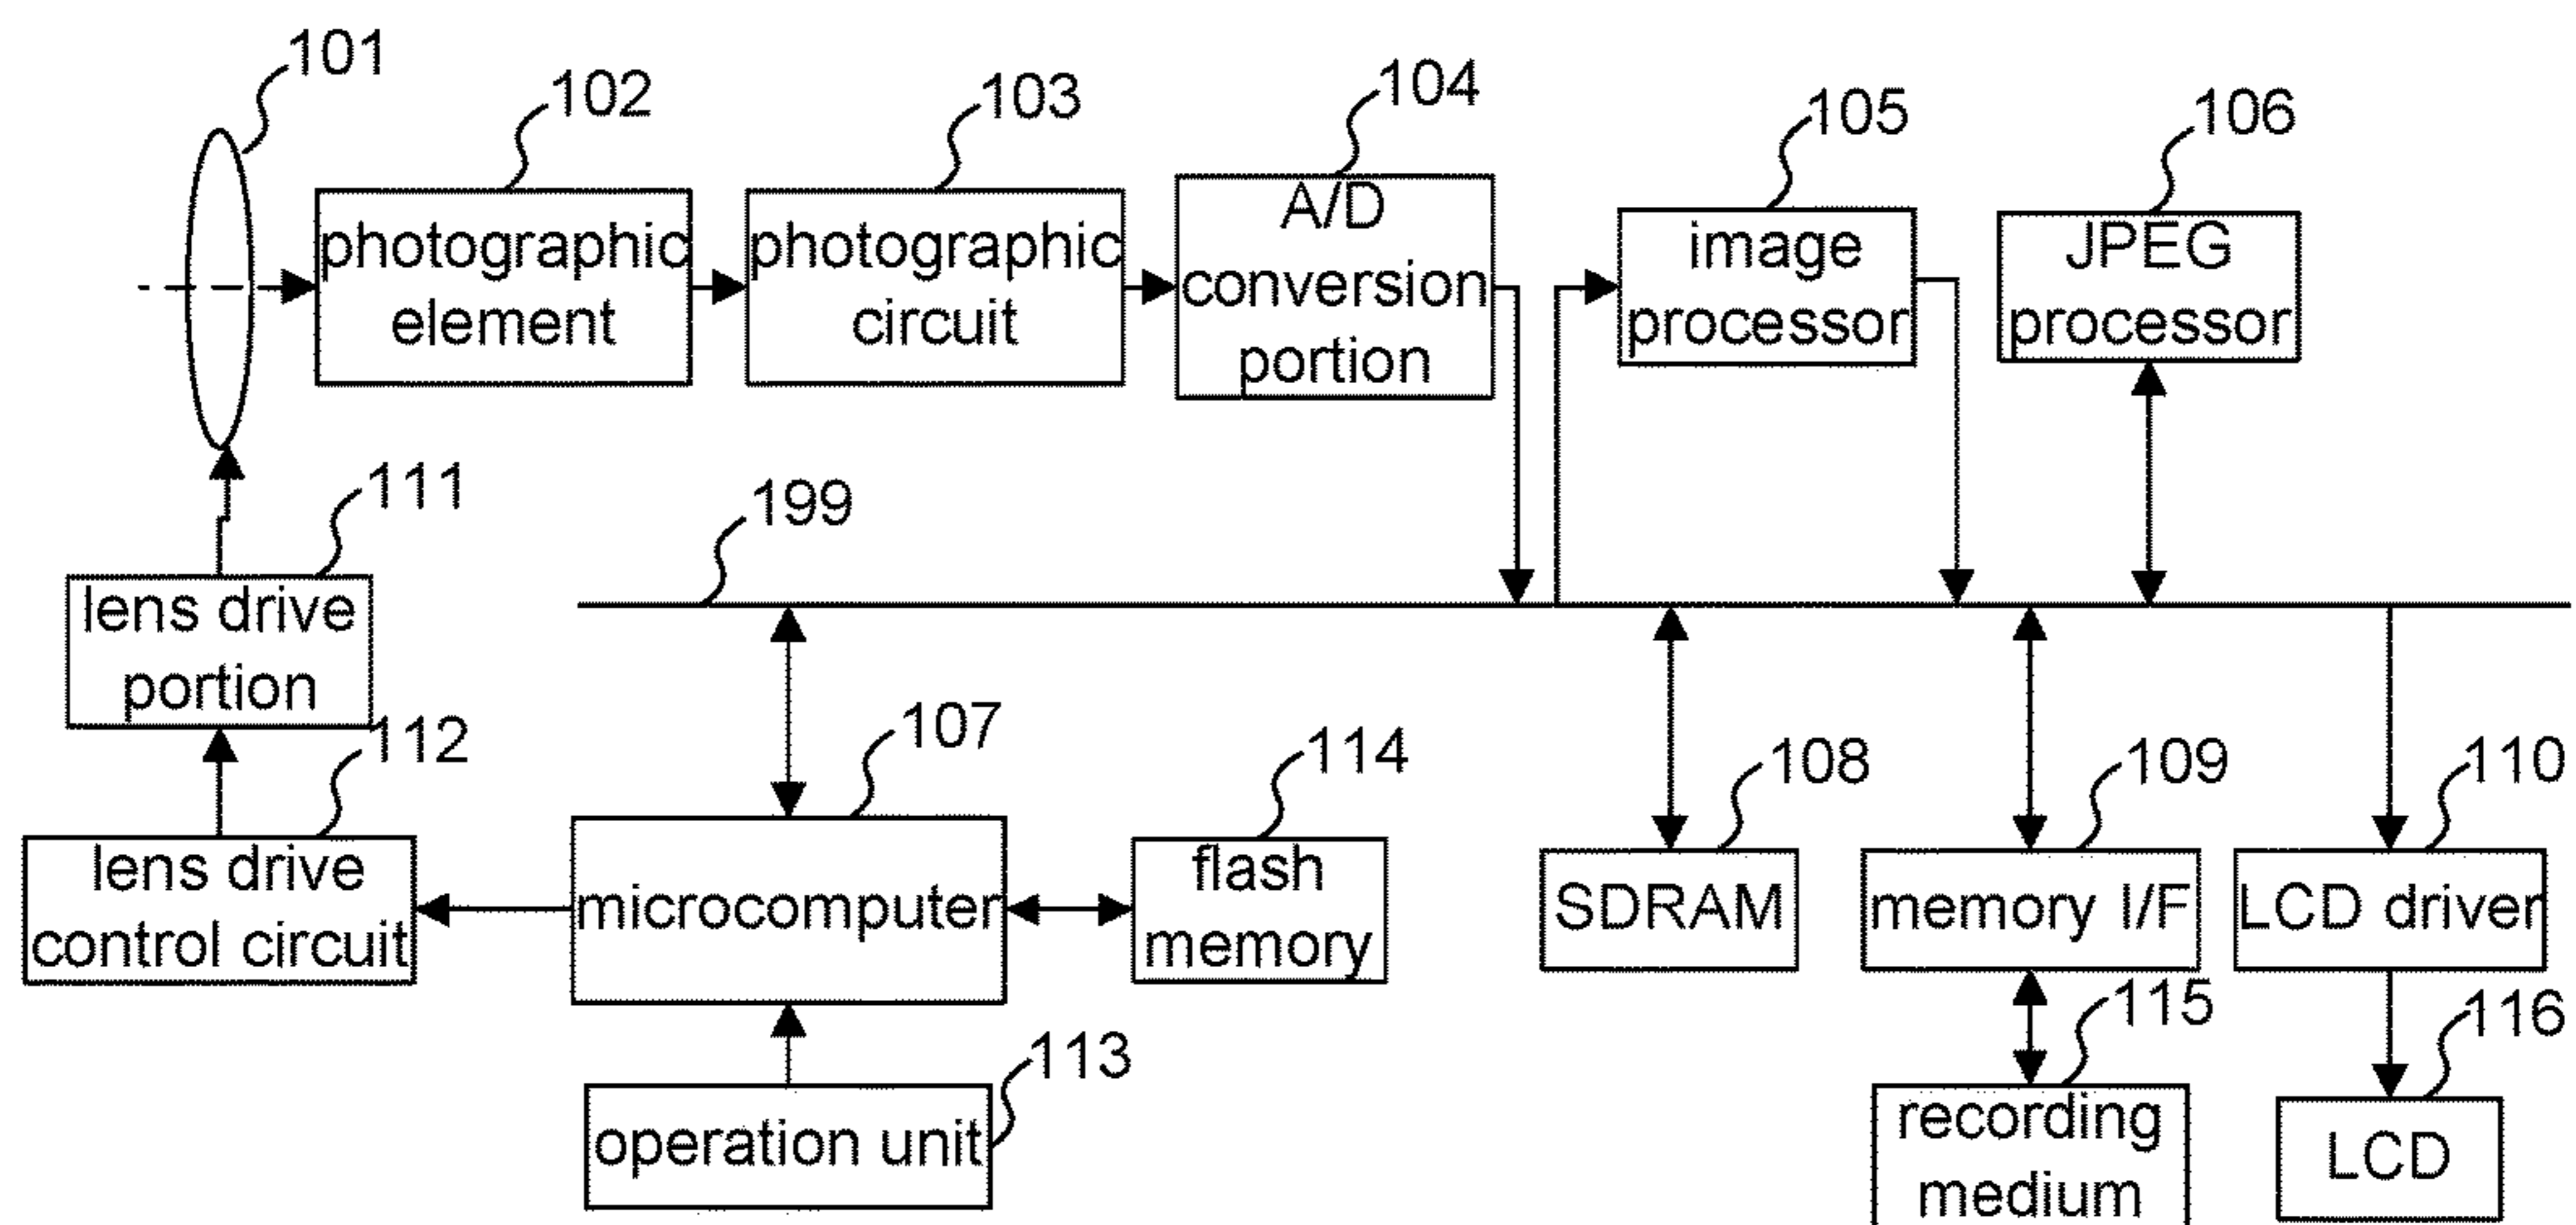 101
102
103
104
105
106
photographic
element
photographic
circuit
A/D
conversion
portion
image
processor
JPEG
processor
111
199
lens drive
portion
112
107
114
108
109
110
lens drive
control circuit
microcomputer
flash
memory
SDRAM
memory I/F
LCD driver
113
115
116
operation unit
recording
medium
LCD